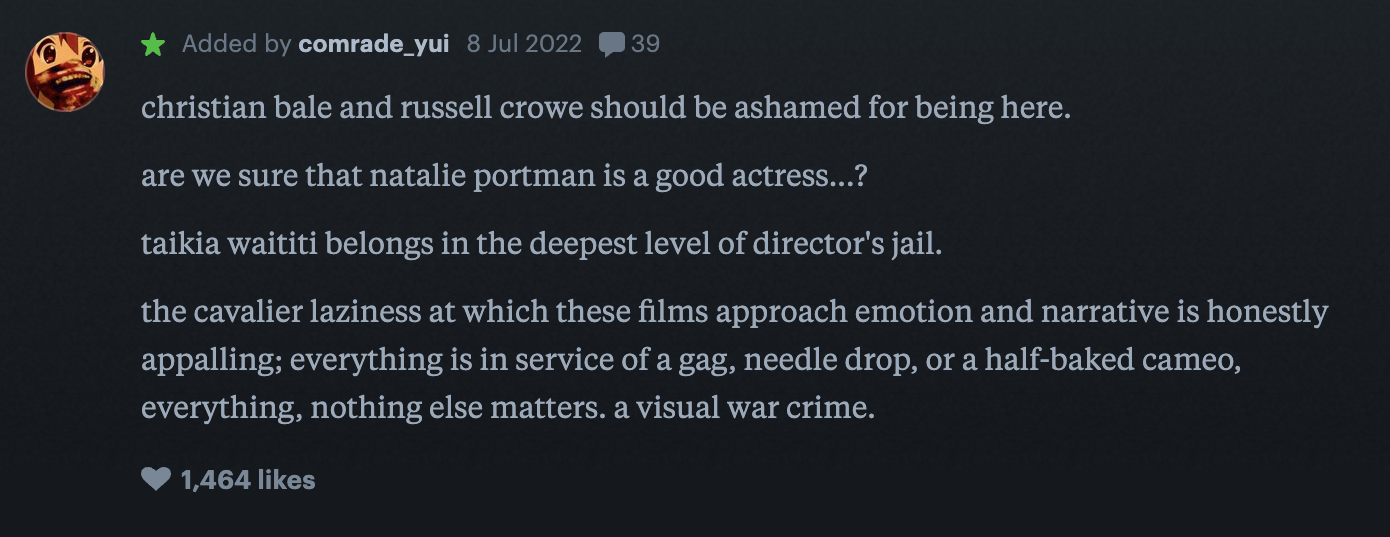 Added by comrade_yui 8 Jul 2022 39
christian bale and russell crowe should be ashamed for being here.
are we sure that natalie portman is a good actress...?
taikia waititi belongs in the deepest level of director's jail.
the cavalier laziness at which these films approach emotion and narrative is honestly
appalling; everything is in service of a gag, needle drop, or a half-baked cameo,
everything, nothing else matters. a visual war crime.
1,464 likes